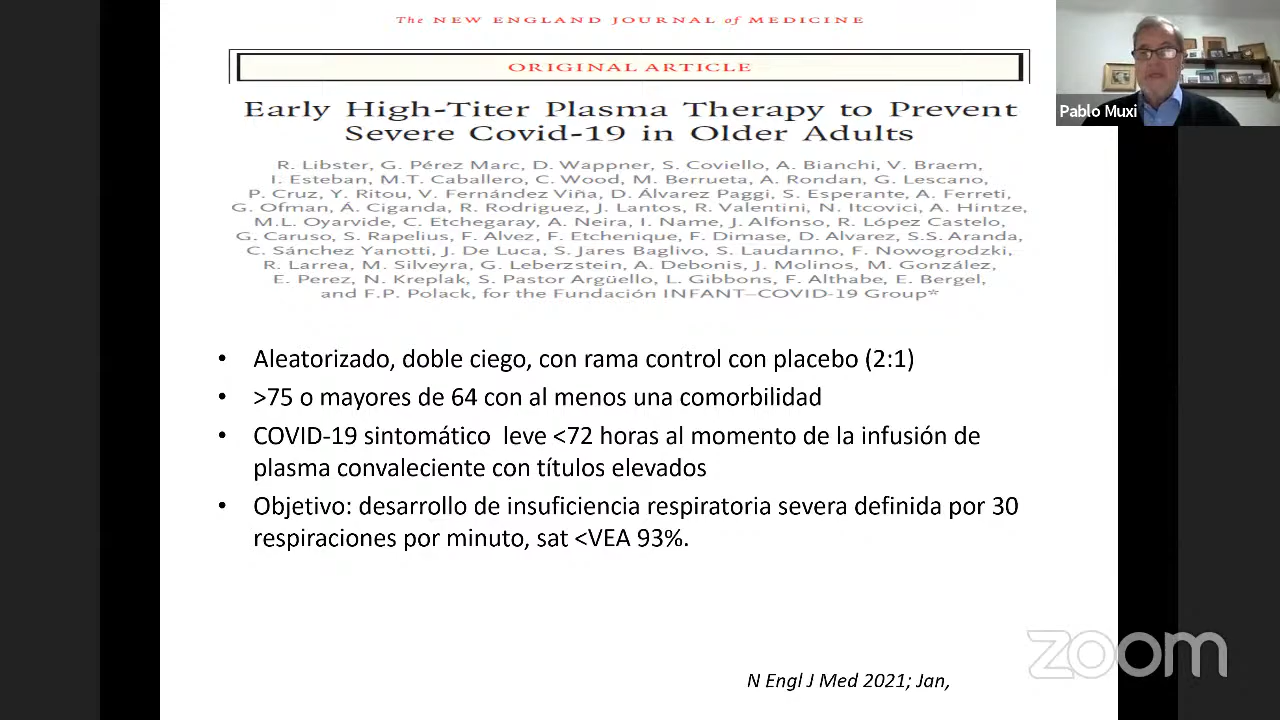 The NEW ENGLAND JOURNAL of MEDICINE
ORIGINAL ARTICLE
Early High-Titer Plasma Therapy to Prevent
Severe Covid-19 in Older Adults
R. Libster, G. Pérez Marc, D. Wappner, S. Coviello, A. Bianchi, V. Braem,
I. Esteban, M.T. Caballero, C. Wood, M. Berrueta, A. Rondan, G. Lescano,
P. Cruz, Y. Ritou, V. Fernández Viña, D. Álvarez Paggi, S. Esperante, A. Ferreti,
G. Ofman, Á. Ciganda, R. Rodriguez, J. Lantos, R. Valentini, N. Itcovici, A. Hintze,
M.L. Oyarvide, C. Etchegaray, A. Neira, I. Name, J. Alfonso, R. López Castelo,
G. Caruso, S. Rapelius, F. Alvez, F. Etchenique, F. Dimase, D. Alvarez, S.S. Aranda,
C. Sánchez Yanotti, J. De Luca, S. Jares Baglivo, S. Laudanno, F. Nowogrodzki,
R. Larrea, M. Silveyra, G. Leberzstein, A. Debonis, J. Molinos, M. González,
E. Perez, N. Kreplak, S. Pastor Argüello, L. Gibbons, F. Althabe, E. Bergel,
and F.P. Polack, for the Fundación INFANT–COVID-19 Group*
Pablo Muxi
• Aleatorizado, doble ciego, con rama control con placebo (2:1)
• >75 o mayores de 64 con al menos una comorbilidad
• COVID-19 sintomático leve <72 horas al momento de la infusión de
plasma convaleciente con títulos elevados
• Objetivo: desarrollo de insuficiencia respiratoria severa definida por 30
respiraciones por minuto, sat <VEA 93%.
zoom
N Engl J Med 2021; Jan,